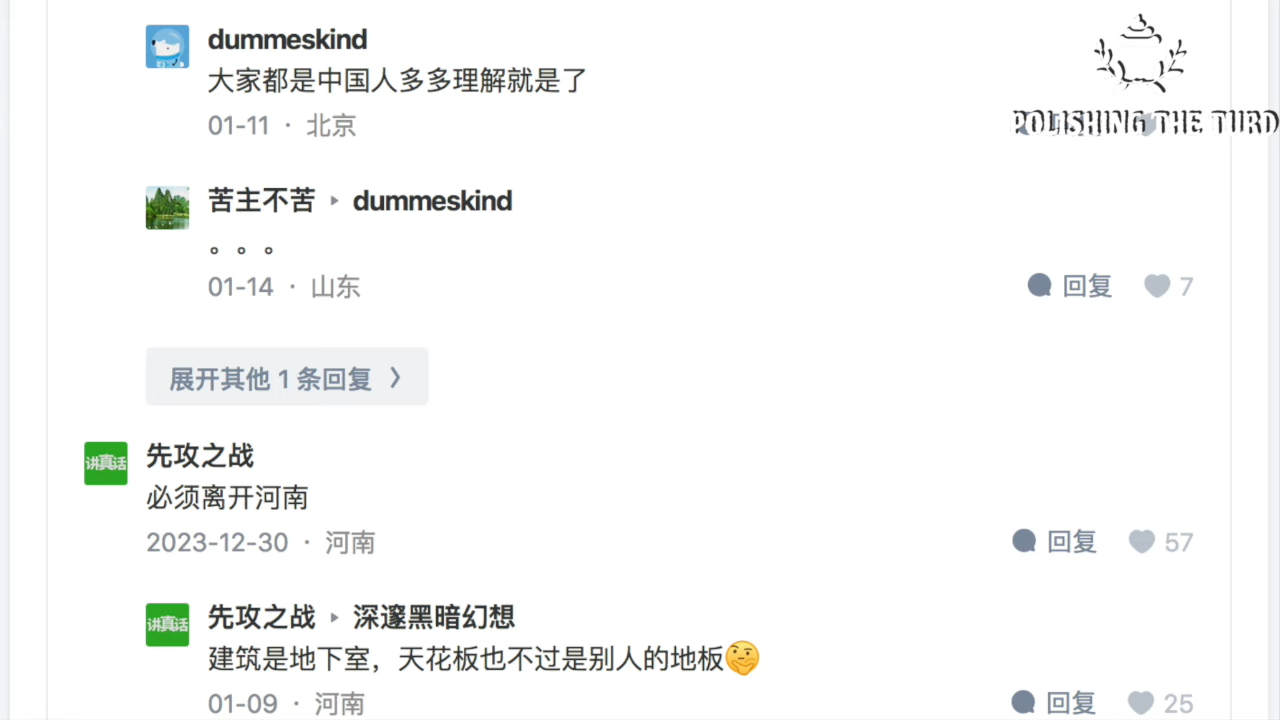 dummeskind
大家都是中国人多多理解就是了
01-11 · 北京
POLISHING THE TURD
苦主不苦 ▸ dummeskind
。。。
01-14 · 山东
回复 7
展开其他 1 条回复 >
讲真话
先攻之战
必须离开河南
2023-12-30 · 河南
回复 57
讲真话
先攻之战 ▸ 深邃黑暗幻想
建筑是地下室，天花板也不过是别人的地板🤔
01-09 · 河南
回复 25